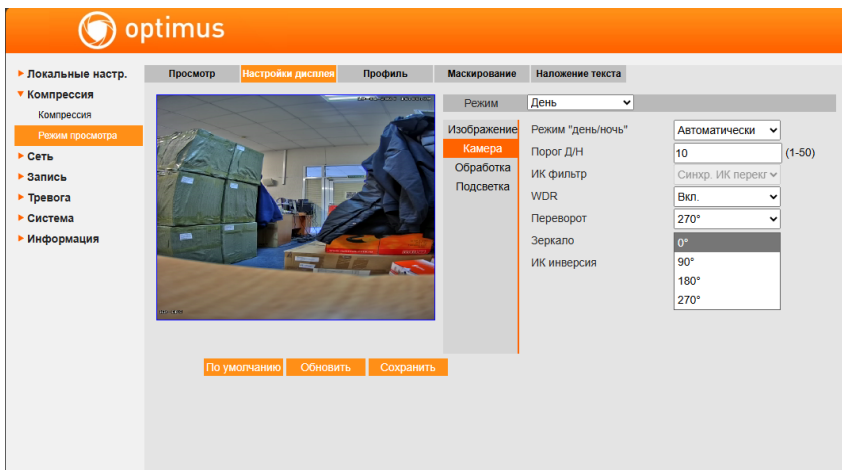 optimus
Локальные настр.
Компрессия
Компрессия
Режим просмотра
Сеть
Запись
Тревога
Система
Информация
Просмотр Настройки дисплея Профиль Маскирование Наложение текста
Режим День
Изображение
Камера
Обработка
Подсветка
Режим "день/ночь" Автоматически
Порог Д/Н 10 (1-50)
ИК фильтр Синхр. ИК перекл
WDR Вкл.
Переворот 270°
Зеркало
ИК инверсия
0°
90°
180°
270°
По умолчанию Обновить Сохранить